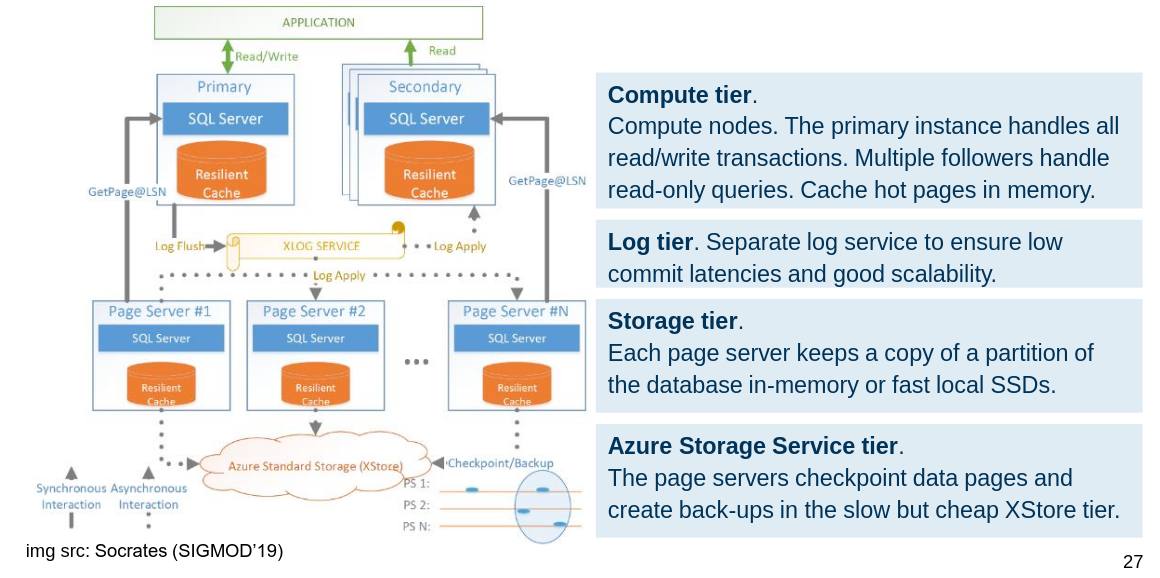 APPLICATION
Read/Write
Read
Primary
SQL Server
Resilient
Cache
Secondary
SQL Server
Resilient
Cache
GetPage@LSN
GetPage@LSN
Log Flush
XLOG SERVICE
Log Apply
Log Apply
Page Server #1
SQL Server
Resilient
Cache
Page Server #2
SQL Server
Resilient
Cache
Page Server #N
SQL Server
Resilient
Cache
Azure Standard Storage (XStore)
Checkpoint/Backup
Synchronous
Interaction
Asynchronous
Interaction
PS 1:
PS 2:
PS N:
img src: Socrates (SIGMOD’19)
Compute tier.
Compute nodes. The primary instance handles all
read/write transactions. Multiple followers handle
read-only queries. Cache hot pages in memory.
Log tier. Separate log service to ensure low
commit latencies and good scalability.
Storage tier.
Each page server keeps a copy of a partition of
the database in-memory or fast local SSDs.
Azure Storage Service tier.
The page servers checkpoint data pages and
create back-ups in the slow but cheap XStore tier.
27